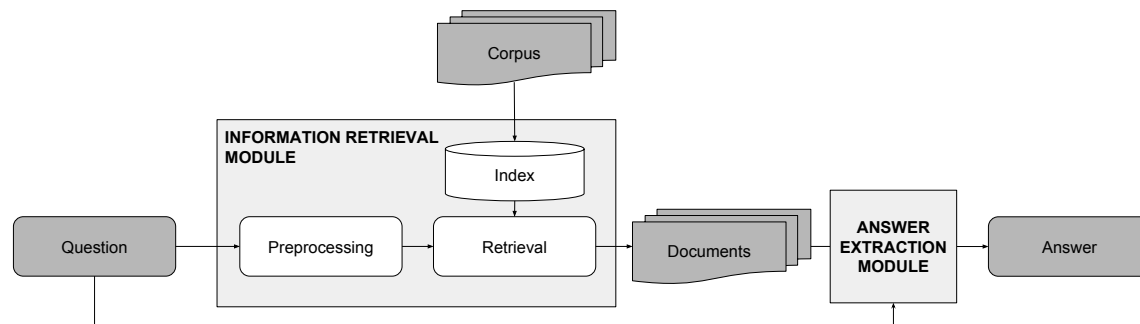 Corpus
INFORMATION RETRIEVAL
MODULE
Index
Question
Preprocessing
Retrieval
Documents
ANSWER
EXTRACTION
MODULE
Answer